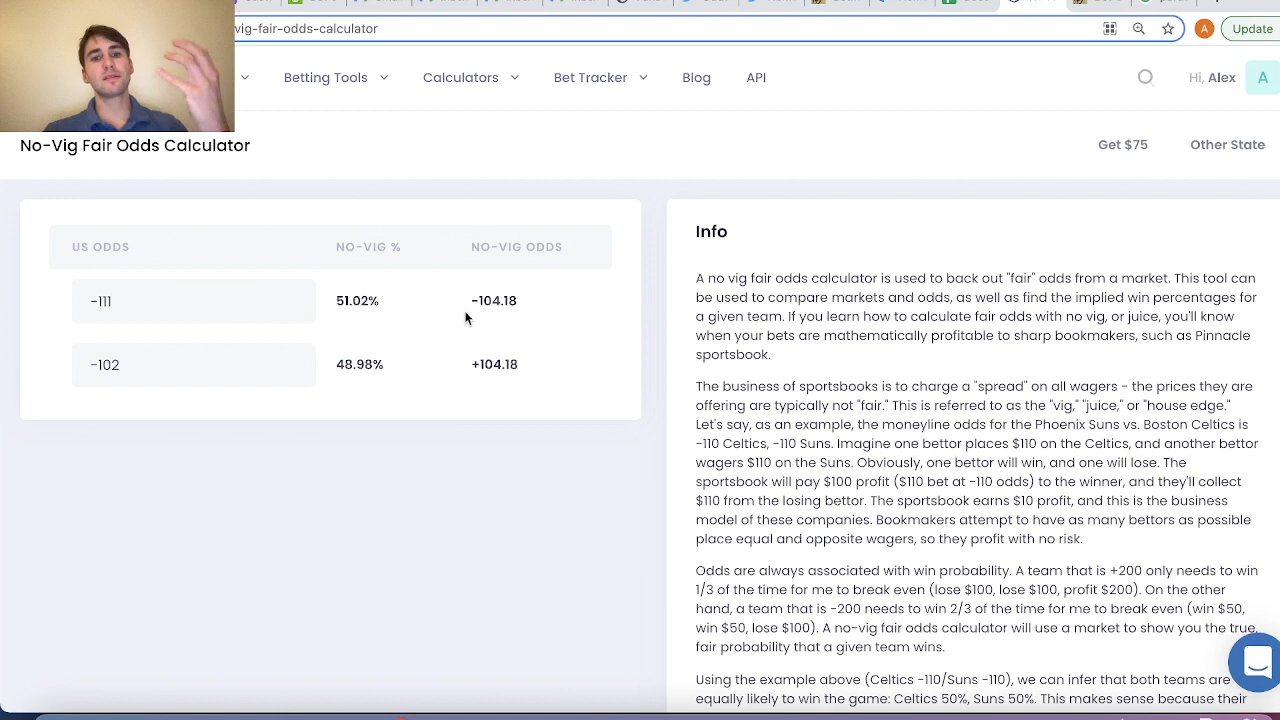 vig-fair-odds-calculator
A
Update
Betting Tools
Calculators
Bet Tracker
Blog
API
Hi, Alex
A
No-Vig Fair Odds Calculator
Get $75
Other State
US ODDS
NO-VIG %
NO-VIG ODDS
-111
51.02%
-104.18
-102
48.98%
+104.18
Info
A no vig fair odds calculator is used to back out "fair" odds from a market. This tool can
be used to compare markets and odds, as well as find the implied win percentages for
a given team. If you learn how to calculate fair odds with no vig, or juice, you'll know
when your bets are mathematically profitable to sharp bookmakers, such as Pinnacle
sportsbook.
The business of sportsbooks is to charge a "spread" on all wagers - the prices they are
offering are typically not "fair." This is referred to as the "vig," "juice," or "house edge."
Let's say, as an example, the moneyline odds for the Phoenix Suns vs. Boston Celtics is
-110 Celtics, -110 Suns. Imagine one bettor places $110 on the Celtics, and another bettor
wagers $110 on the Suns. Obviously, one bettor will win, and one will lose. The
sportsbook will pay $100 profit ($110 bet at -110 odds) to the winner, and they'll collect
$110 from the losing bettor. The sportsbook earns $10 profit, and this is the business
model of these companies. Bookmakers attempt to have as many bettors as possible
place equal and opposite wagers, so they profit with no risk.
Odds are always associated with win probability. A team that is +200 only needs to win
1/3 of the time for me to break even (lose $100, lose $100, profit $200). On the other
hand, a team that is -200 needs to win 2/3 of the time for me to break even (win $50,
win $50, lose $100). A no-vig fair odds calculator will use a market to show you the true,
fair probability that a given team wins.
Using the example above (Celtics -110/Suns -110), we can infer that both teams are
equally likely to win the game: Celtics 50%, Suns 50%. This makes sense because their